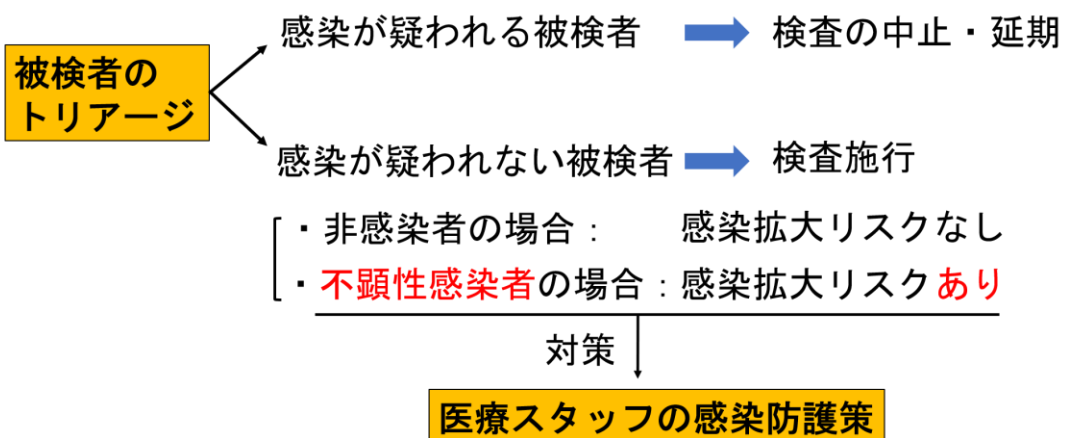 感染が疑われる被検者 検査の中止・延期
被検者の
トリアージ
感染が疑われない被検者 検査施行
・非感染者の場合： 感染拡大リスクなし
・不顕性感染者の場合：感染拡大リスクあり
対策
医療スタッフの感染防護策